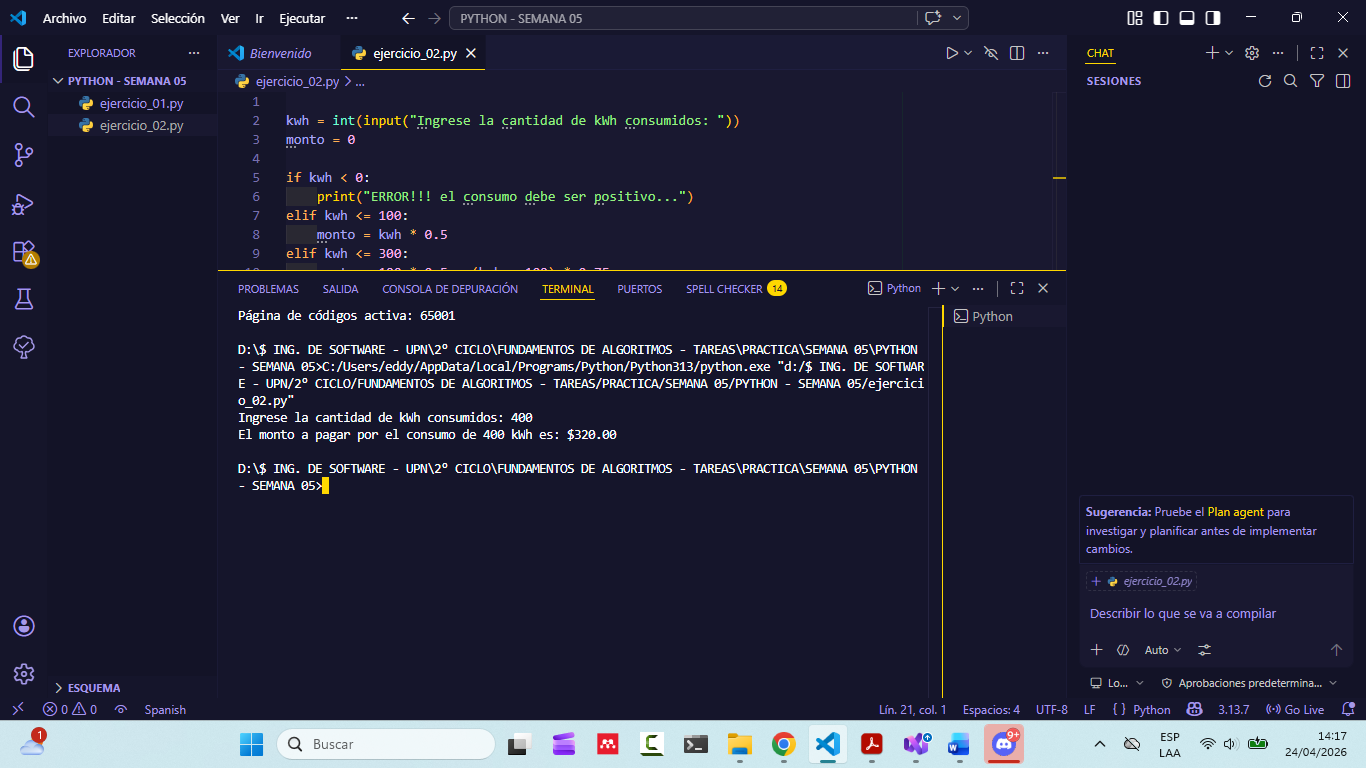 Archivo Editar Selección Ver Ir Ejecutar ··· PYTHON - SEMANA 05
EXPLORADOR ···
PYTHON - SEMANA 05
ejercicio_01.py
ejercicio_02.py
ESQUEMA
Bienvenido ejercicio_02.py
ejercicio_02.py > ...
1
2 kwh = int(input("Ingrese la cantidad de kWh consumidos: "))
3 monto = 0
4
5 if kwh < 0:
6 print("ERROR!!! el consumo debe ser positivo...")
7 elif kwh <= 100:
8 monto = kwh * 0.5
9 elif kwh <= 300:
PROBLEMAS SALIDA CONSOLA DE DEPURACIÓN TERMINAL PUERTOS SPELL CHECKER 14 Python
Python
Página de códigos activa: 65001
D:\$ ING. DE SOFTWARE - UPN\2º CICLO\FUNDAMENTOS DE ALGORITMOS - TAREAS\PRACTICA\SEMANA 05\PYTHON
- SEMANA 05>C:/Users/eddy/AppData/Local/Programs/Python/Python313/python.exe "d:/$ ING. DE SOFTWAR
E - UPN/2º CICLO/FUNDAMENTOS DE ALGORITMOS - TAREAS/PRACTICA/SEMANA 05/PYTHON - SEMANA 05/ejercici
o_02.py"
Ingrese la cantidad de kWh consumidos: 400
El monto a pagar por el consumo de 400 kWh es: $320.00
D:\$ ING. DE SOFTWARE - UPN\2º CICLO\FUNDAMENTOS DE ALGORITMOS - TAREAS\PRACTICA\SEMANA 05\PYTHON
- SEMANA 05>
CHAT
SESIONES
Sugerencia: Pruebe el Plan agent para
investigar y planificar antes de implementar
cambios.
ejercicio_02.py
Describir lo que se va a compilar
Auto
Lo... Aprobaciones predetermina...
0 0 Spanish Lín. 21, col. 1 Espacios: 4 UTF-8 LF { } Python 3.13.7 Go Live
1 Buscar 9+ ESP 14:17
LAA 24/04/2026